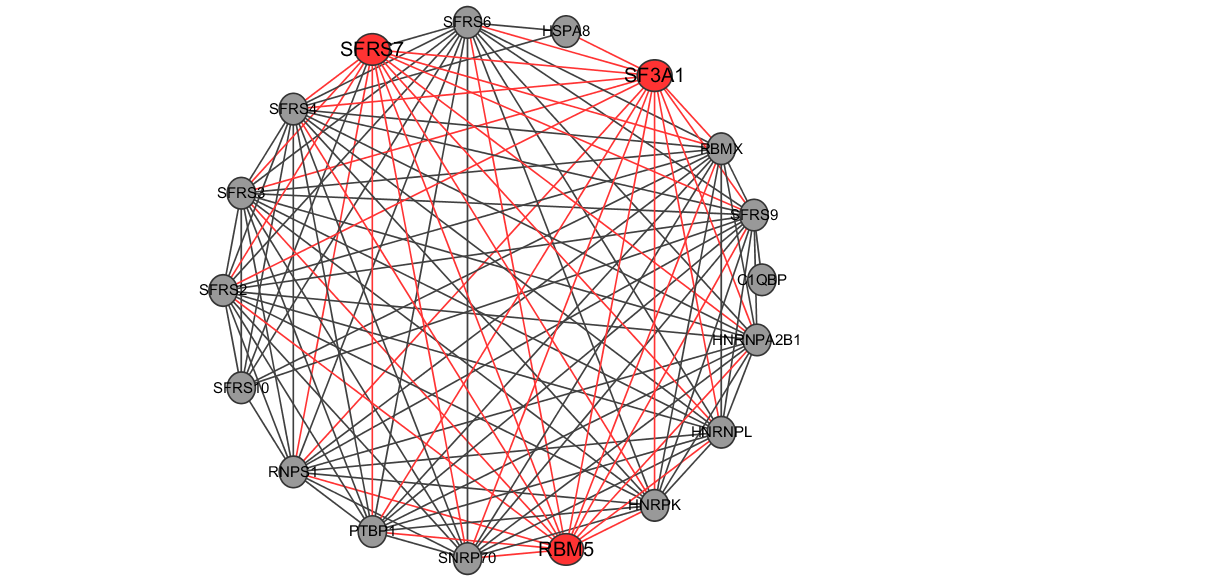 SFRS6
HSPA8
SFRS7
SF3A1
SFRS4
RBMX
SFRS3
SFRS9
C1QBP
SFRS2
HNRNPA2B1
SFRS10
HNRNPL
RNPS1
HNRPK
PTBP1
RBM5
SNRP70